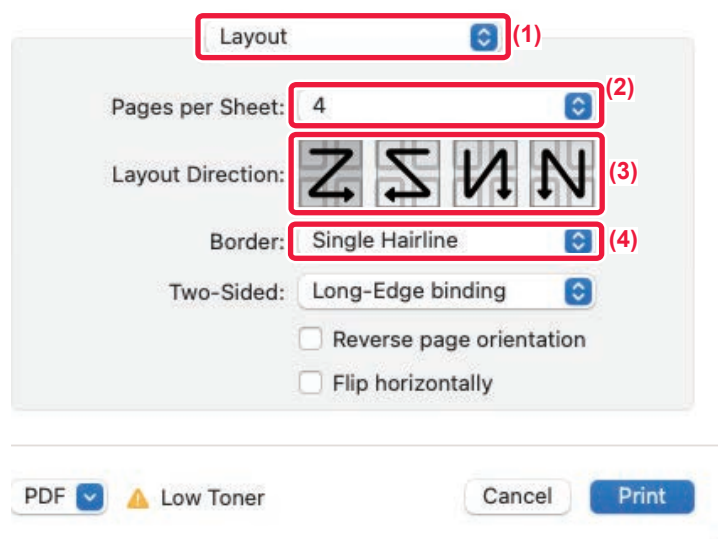 Layout (1)
Pages per Sheet: 4 (2)
Layout Direction: (3)
Border: Single Hairline (4)
Two-Sided: Long-Edge binding
Reverse page orientation
Flip horizontally
PDF Low Toner Cancel Print